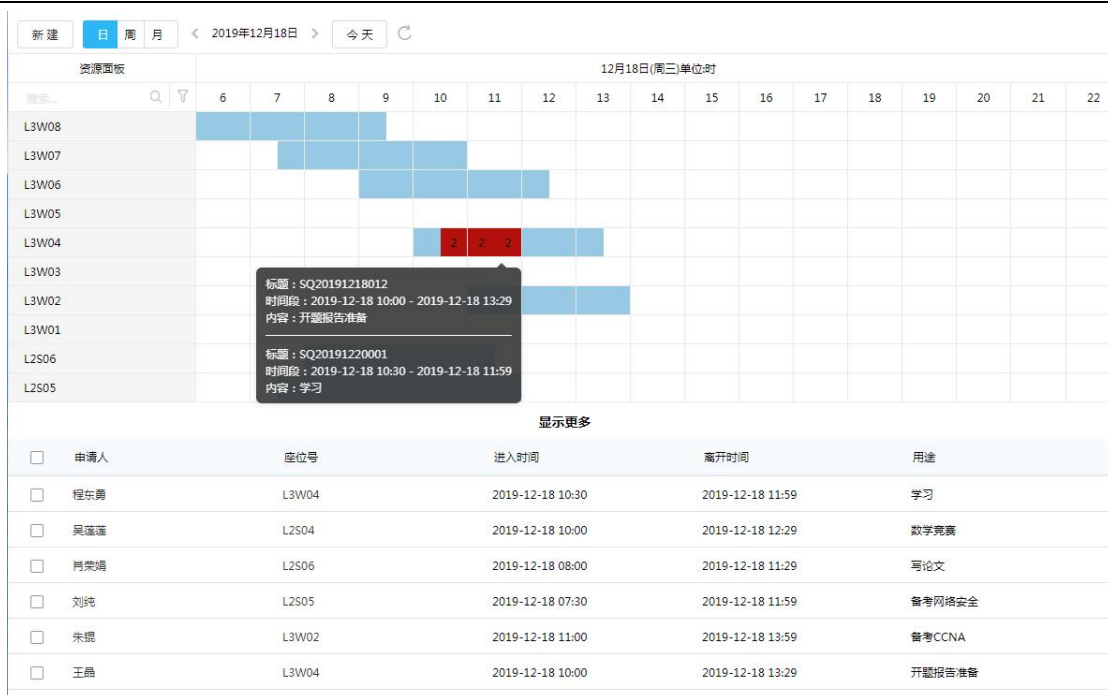 新建 日 周 月 < 2019年12月18日 > 今天
资源面板 12月18日(周三)单位:时
搜索... 6 7 8 9 10 11 12 13 14 15 16 17 18 19 20 21 22
L3W08
L3W07
L3W06
L3W05
L3W04 2 2 2
L3W03
标题：SQ20191218012
时间段：2019-12-18 10:00 - 2019-12-18 13:29
内容：开题报告准备
标题：SQ20191220001
时间段：2019-12-18 10:30 - 2019-12-18 11:59
内容：学习
L3W02
L3W01
L2S06
L2S05
显示更多
申请人 座位号 进入时间 离开时间 用途
程东勇 L3W04 2019-12-18 10:30 2019-12-18 11:59 学习
吴莲莲 L2S04 2019-12-18 10:00 2019-12-18 12:29 数学竞赛
肖荣娟 L2S06 2019-12-18 08:00 2019-12-18 11:29 写论文
刘纯 L2S05 2019-12-18 07:30 2019-12-18 11:59 备考网络安全
朱锟 L3W02 2019-12-18 11:00 2019-12-18 13:59 备考CCNA
王晶 L3W04 2019-12-18 10:00 2019-12-18 13:29 开题报告准备